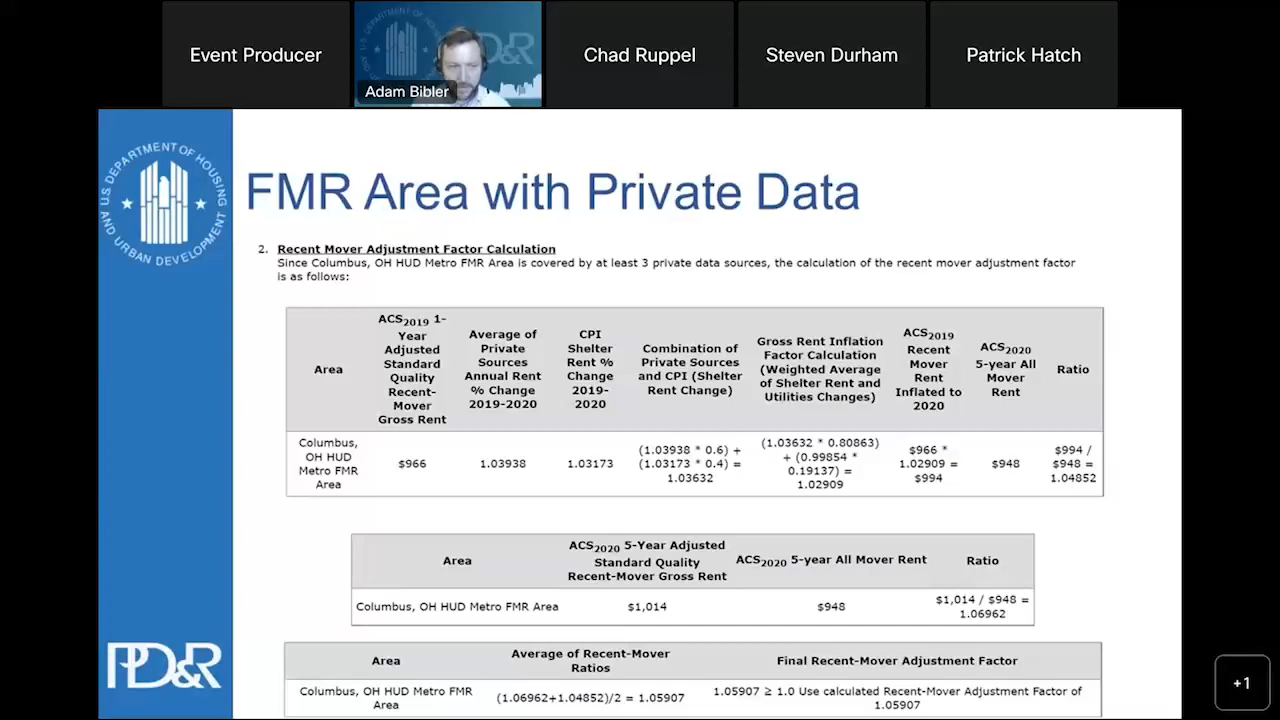 Event Producer
Adam Bibler
Chad Ruppel
Steven Durham
Patrick Hatch
U.S. DEPARTMENT OF HOUSING
AND URBAN DEVELOPMENT
FMR Area with Private Data
2. Recent Mover Adjustment Factor Calculation
Since Columbus, OH HUD Metro FMR Area is covered by at least 3 private data sources, the calculation of the recent mover adjustment factor
is as follows:
Area
ACS2019 1-
Year
Adjusted
Standard
Quality
Recent-
Mover
Gross Rent
Average of
Private
Sources
Annual Rent
% Change
2019-2020
CPI
Shelter
Rent %
Change
2019-
2020
Combination of
Private Sources
and CPI (Shelter
Rent Change)
Gross Rent Inflation
Factor Calculation
(Weighted Average
of Shelter Rent and
Utilities Changes)
ACS2019
Recent
Mover
Rent
Inflated to
2020
ACS2020
5-year All
Mover
Rent
Ratio
Columbus,
OH HUD
Metro FMR
Area
$966
1.03938
1.03173
(1.03938 * 0.6) +
(1.03173 * 0.4) =
1.03632
(1.03632 * 0.80863)
+ (0.99854 *
0.19137) =
1.02909
$966 *
1.02909 =
$994
$948
$994 /
$948 =
1.04852
Area
ACS2020 5-Year Adjusted
Standard Quality
Recent-Mover Gross Rent
ACS2020 5-year All Mover Rent
Ratio
Columbus, OH HUD Metro FMR Area
$1,014
$948
$1,014 / $948 =
1.06962
Area
Average of Recent-Mover
Ratios
Final Recent-Mover Adjustment Factor
Columbus, OH HUD Metro FMR
Area
(1.06962+1.04852)/2 = 1.05907
1.05907 ≥ 1.0 Use calculated Recent-Mover Adjustment Factor of
1.05907
PD&R
+1